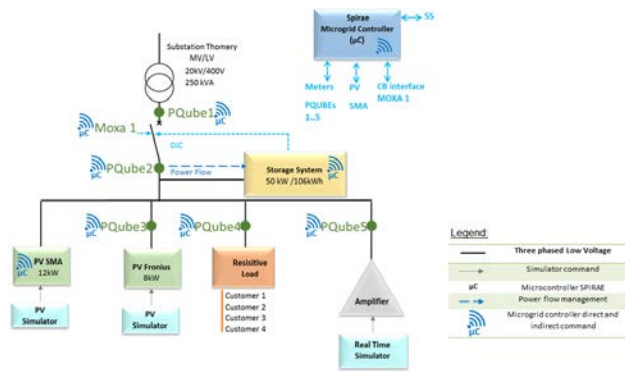 Substation Thomery
MV/LV
20kV/400V
250 kVA
Spirae
Microgrid Controller
(µC)
SS
Meters
PQUBEs
1..5
PV
SMA
CB interface
MOXA 1
PQube1
µC
Moxa 1
µC
DJC
PQube2
µC
Power Flow
Storage System
50 kW /106kWh
µC
PQube3
µC
PQube4
µC
PQube5
µC
PV SMA
12kW
µC
PV Fronius
8kW
Resisitive
Load
Customer 1
Customer 2
Customer 3
Customer 4
Amplifier
PV
Simulator
PV
Simulator
Real Time
Simulator
Legend:
Three phased Low Voltage
Simulator command
µC
Microcontroller SPIRAE
Power flow management
µC
Microgrid controller direct and
indirect command